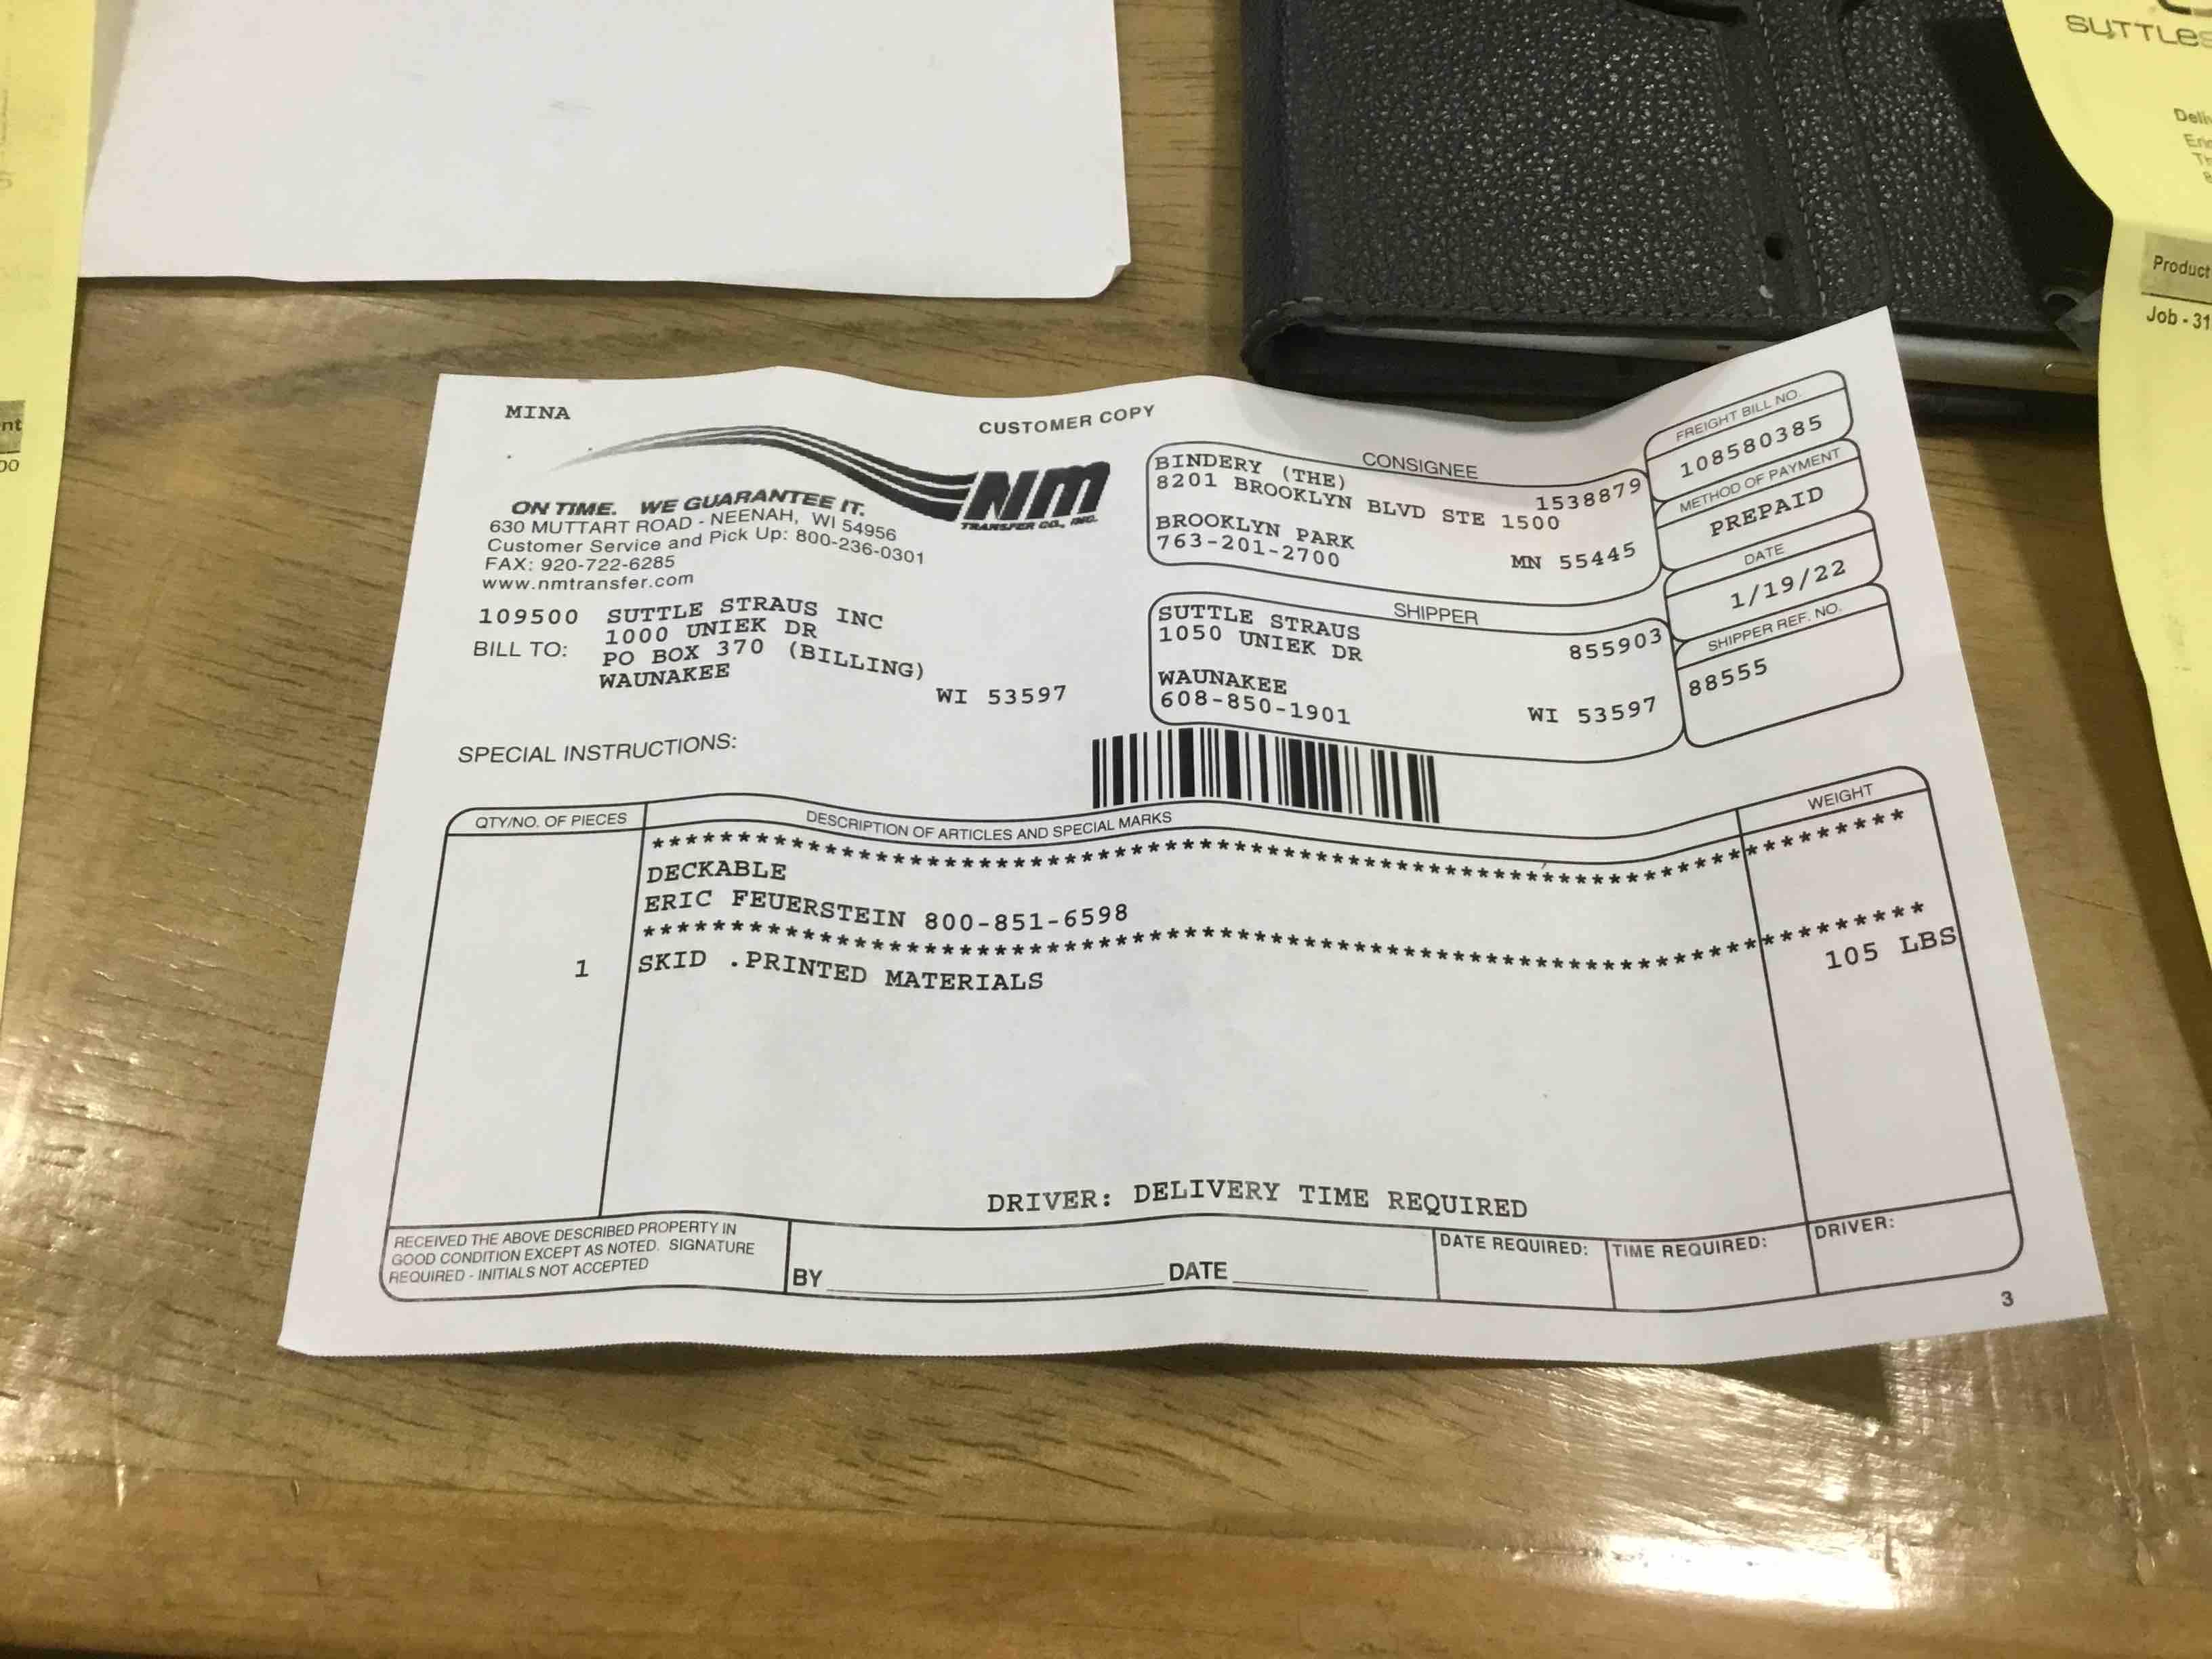 MINA
CUSTOMER COPY
ON TIME. WE GUARANTEE IT.
NM
TRANSFER CO., INC.
630 MUTTART ROAD - NEENAH, WI 54956
Customer Service and Pick Up: 800-236-0301
FAX: 920-722-6285
www.nmtransfer.com
109500 SUTTLE STRAUS INC
1000 UNIEK DR
BILL TO:
PO BOX 370 (BILLING)
WAUNAKEE
WI 53597
CONSIGNEE
BINDERY (THE) 1538879
8201 BROOKLYN BLVD STE 1500
BROOKLYN PARK MN 55445
763-201-2700
SHIPPER
SUTTLE STRAUS 855903
1050 UNIEK DR
WAUNAKEE WI 53597
608-850-1901
FREIGHT BILL NO.
108580385
METHOD OF PAYMENT
PREPAID
DATE
1/19/22
SHIPPER REF. NO.
88555
SPECIAL INSTRUCTIONS:
QTY/NO. OF PIECES DESCRIPTION OF ARTICLES AND SPECIAL MARKS WEIGHT
DECKABLE
ERIC FEUERSTEIN 800-851-6598
1 SKID .PRINTED MATERIALS 105 LBS
DRIVER: DELIVERY TIME REQUIRED
RECEIVED THE ABOVE DESCRIBED PROPERTY IN
GOOD CONDITION EXCEPT AS NOTED. SIGNATURE
REQUIRED - INITIALS NOT ACCEPTED
BY DATE
DATE REQUIRED: TIME REQUIRED: DRIVER:
3
Product
Job - 31